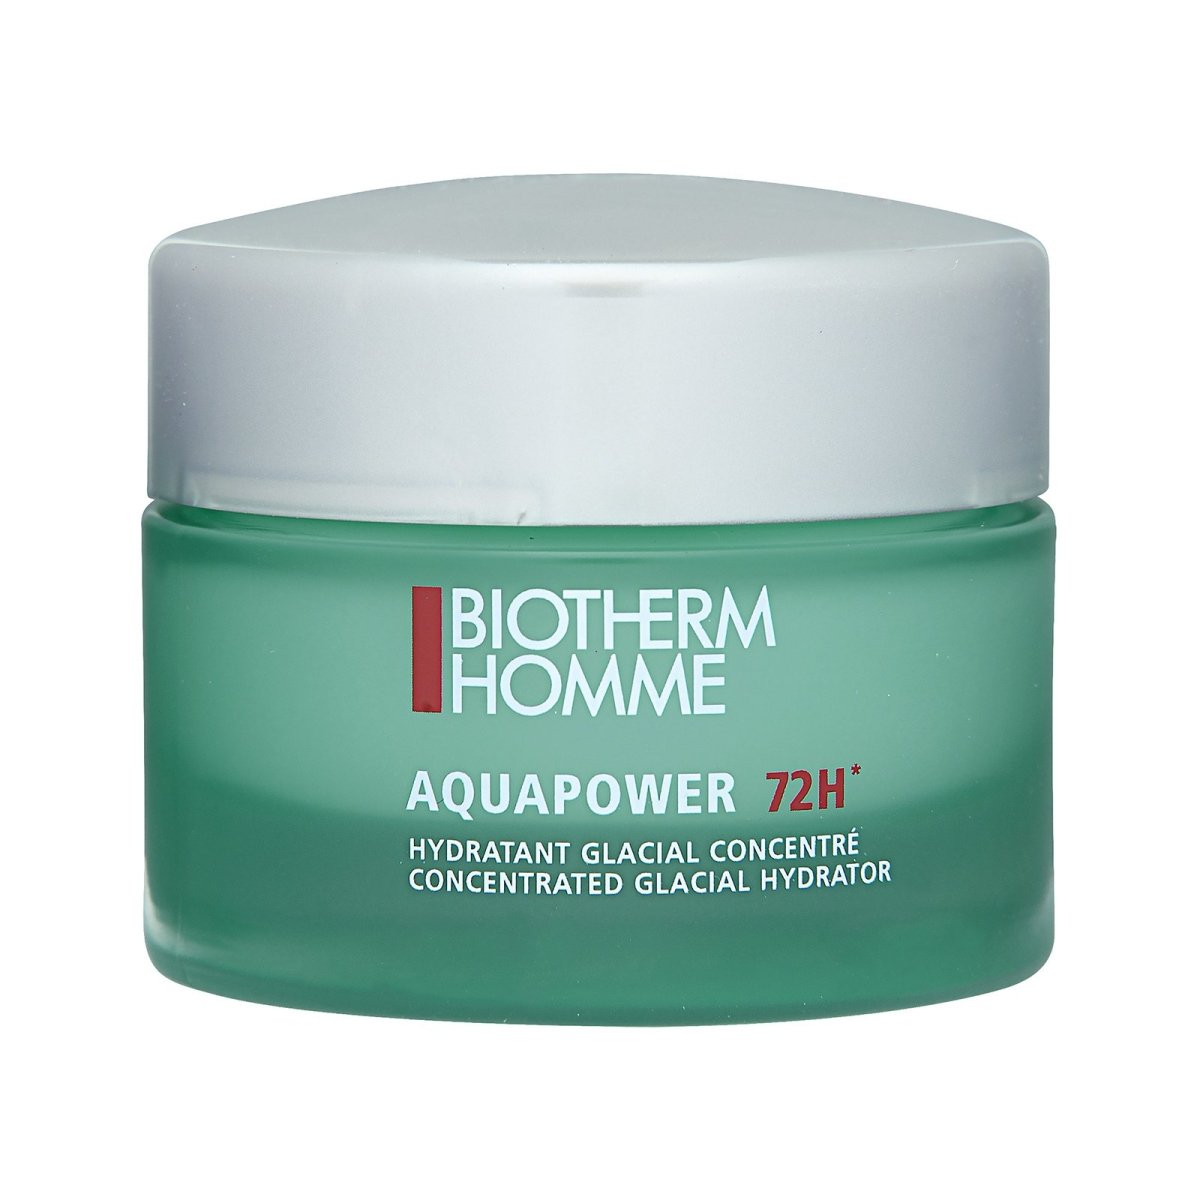 BIOTHERM
HOMME
AQUAPOWER 72H*
HYDRATANT GLACIAL CONCENTRÉ
CONCENTRATED GLACIAL HYDRATOR